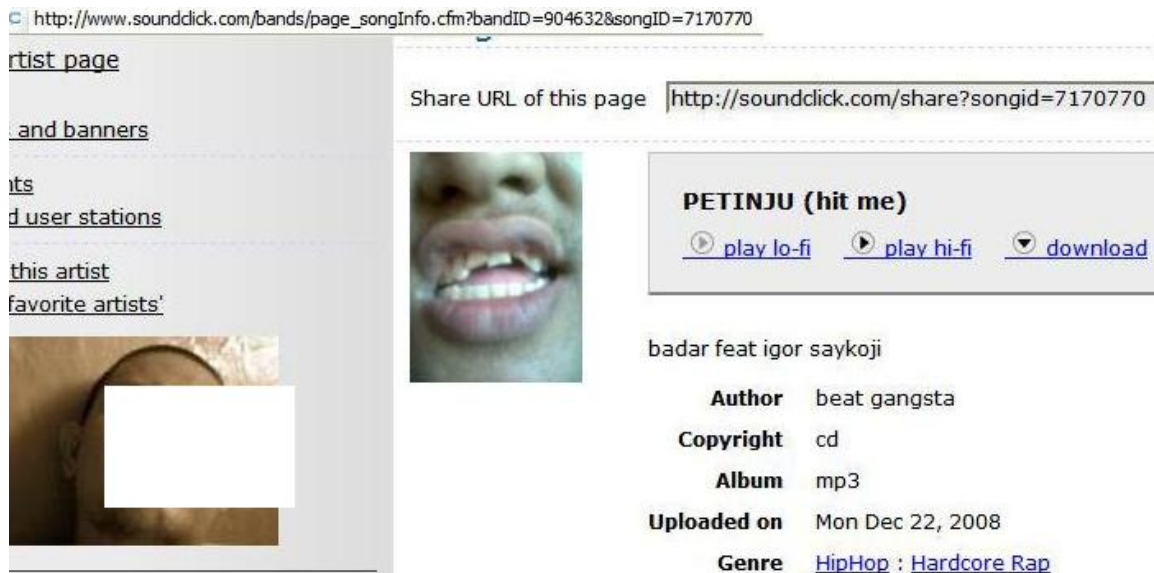 http://www.soundclick.com/bands/page_songInfo.cfm?bandID=904632&songID=7170770
rtist page
and banners
nts
d user stations
this artist
favorite artists'
Share URL of this page http://soundclick.com/share?songid=7170770
PETINJU (hit me)
play lo-fi play hi-fi download
badar feat igor saykoji
Author beat gangsta
Copyright cd
Album mp3
Uploaded on Mon Dec 22, 2008
Genre HipHop : Hardcore Rap